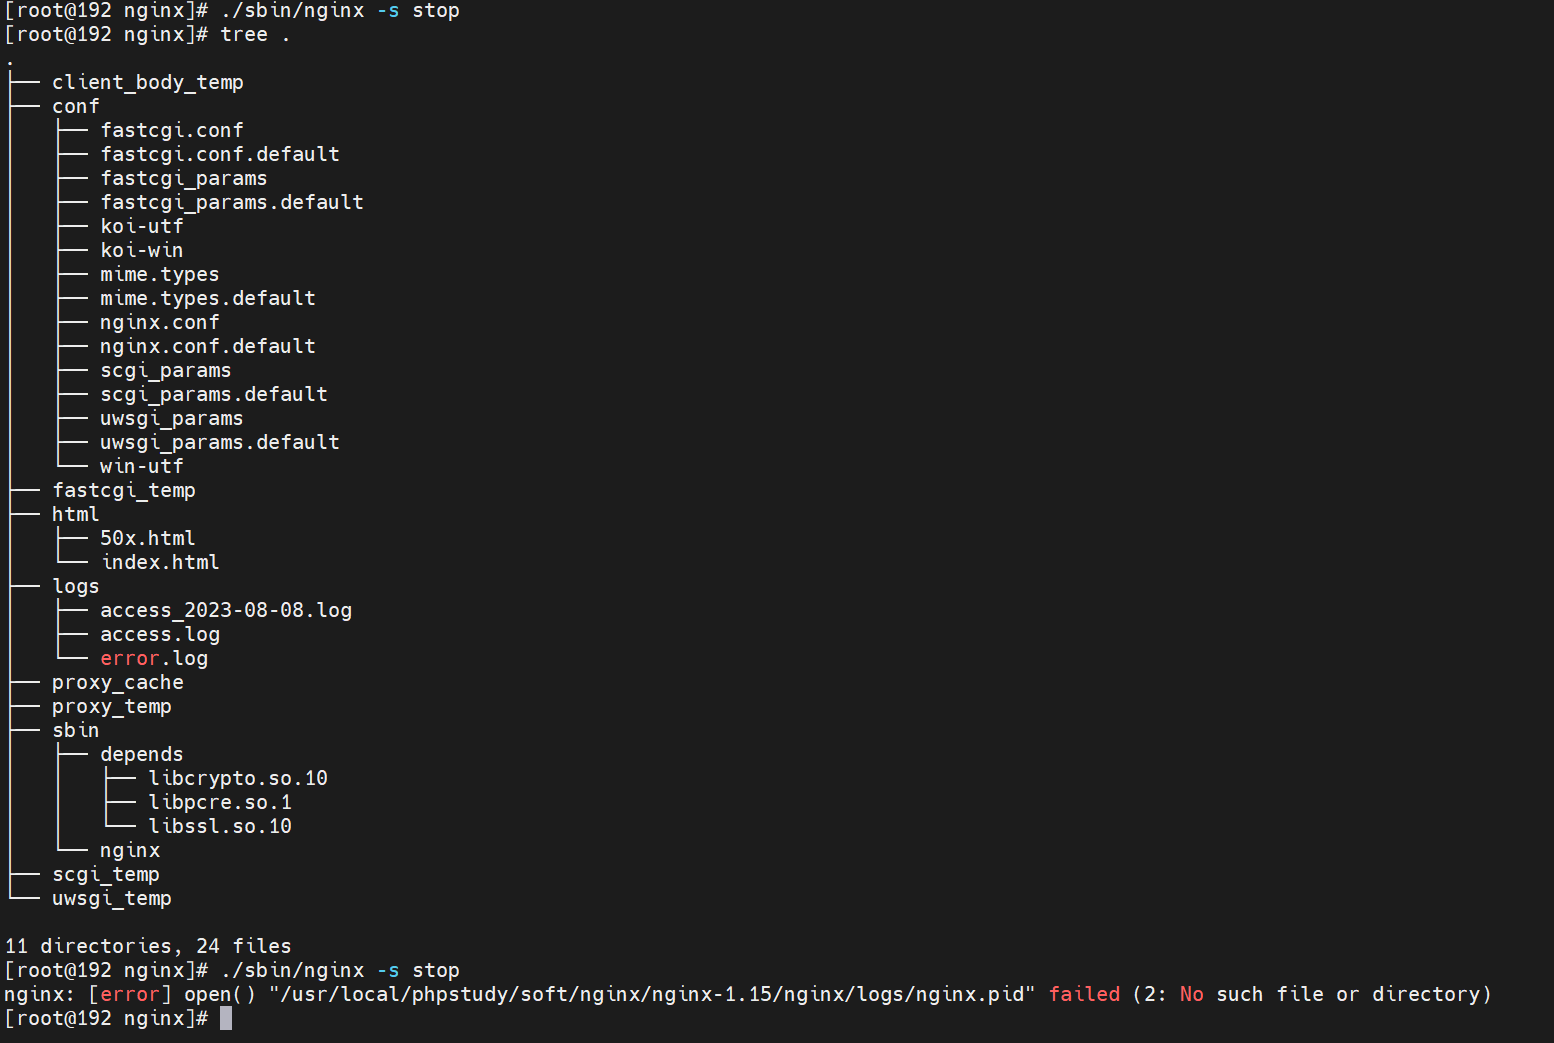 [root@192 nginx]# ./sbin/nginx -s stop
[root@192 nginx]# tree .
.
├── client_body_temp
├── conf
│   ├── fastcgi.conf
│   ├── fastcgi.conf.default
│   ├── fastcgi_params
│   ├── fastcgi_params.default
│   ├── koi-utf
│   ├── koi-win
│   ├── mime.types
│   ├── mime.types.default
│   ├── nginx.conf
│   ├── nginx.conf.default
│   ├── scgi_params
│   ├── scgi_params.default
│   ├── uwsgi_params
│   ├── uwsgi_params.default
│   └── win-utf
├── fastcgi_temp
├── html
│   ├── 50x.html
│   └── index.html
├── logs
│   ├── access_2023-08-08.log
│   ├── access.log
│   └── error.log
├── proxy_cache
├── proxy_temp
├── sbin
│   ├── depends
│   │   ├── libcrypto.so.10
│   │   ├── libpcre.so.1
│   │   └── libssl.so.10
│   └── nginx
├── scgi_temp
└── uwsgi_temp

11 directories, 24 files
[root@192 nginx]# ./sbin/nginx -s stop
nginx: [error] open() "/usr/local/phpstudy/soft/nginx/nginx-1.15/nginx/logs/nginx.pid" failed (2: No such file or directory)
[root@192 nginx]#